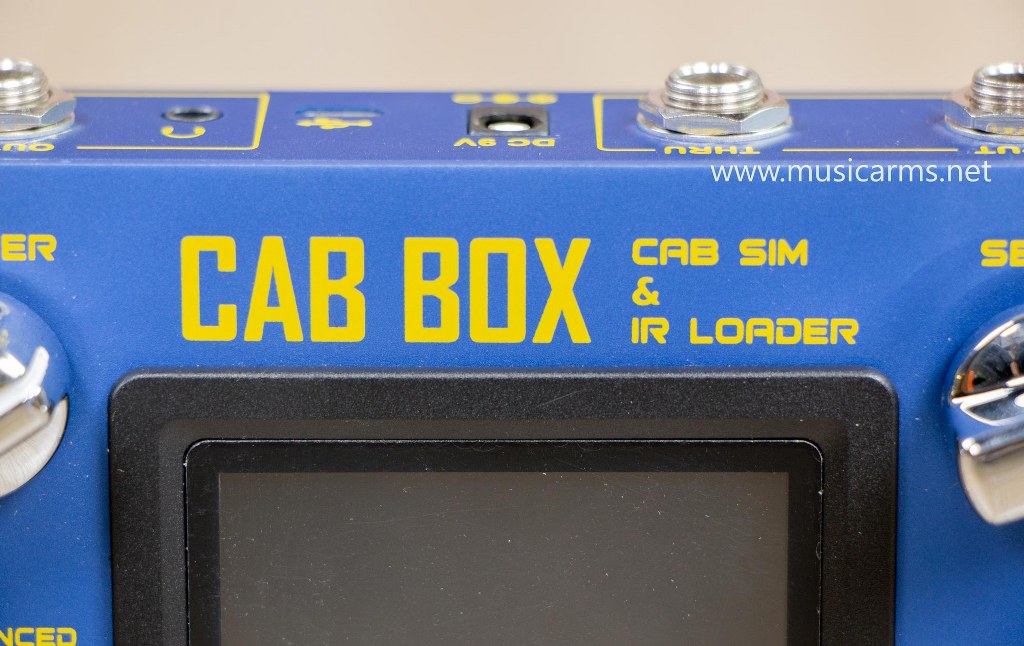 DC 9V
THRU
www.musicarms.net
CAB BOX
CAB SIM
&
IR LOADER